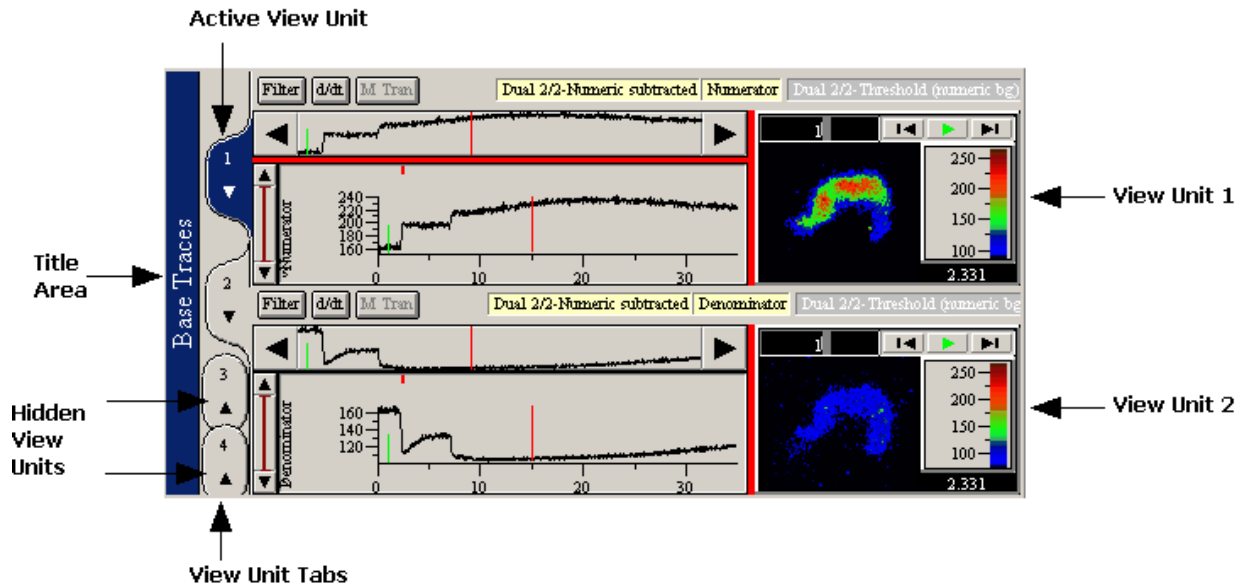 Active View Unit
Filter d/dt M Tran Dual 2/2-Numeric subtracted Numerator Dual 2/2- Threshold (numeric bg)
1
1
250
200
150
100
2.331
View Unit 1
Numerator
240
220
200
180
160
0 10 20 30
Title Area
Base Traces
2
Filter d/dt M Tran Dual 2/2-Numeric subtracted Denominator Dual 2/2- Threshold (numeric bg
1
250
200
150
100
2.331
View Unit 2
3
Hidden View Units
4
Denominator
160
140
120
0 10 20 30
View Unit Tabs